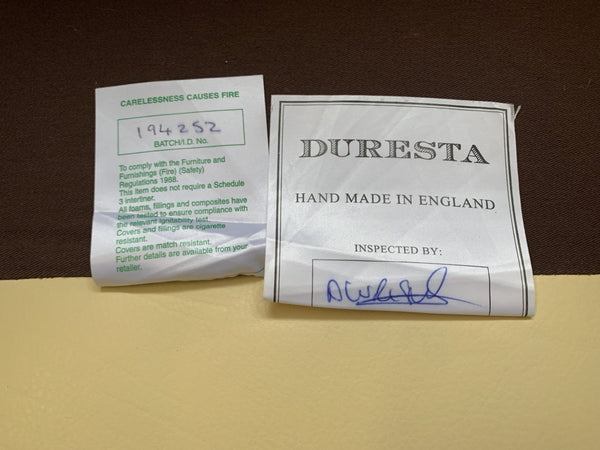 CARELESSNESS CAUSES FIRE
194252
BATCH/I.D. No.
To comply with the Furniture and
Furnishings (Fire) (Safety)
Regulations 1988.
This item does not require a Schedule
3 interliner.
All foams, fillings and composites have
been tested to ensure compliance with
the relevant ignitability test.
Covers and fillings are cigarette
resistant.
Covers are match resistant.
Further details are available from your
retailer.
DURESTA
HAND MADE IN ENGLAND
INSPECTED BY: